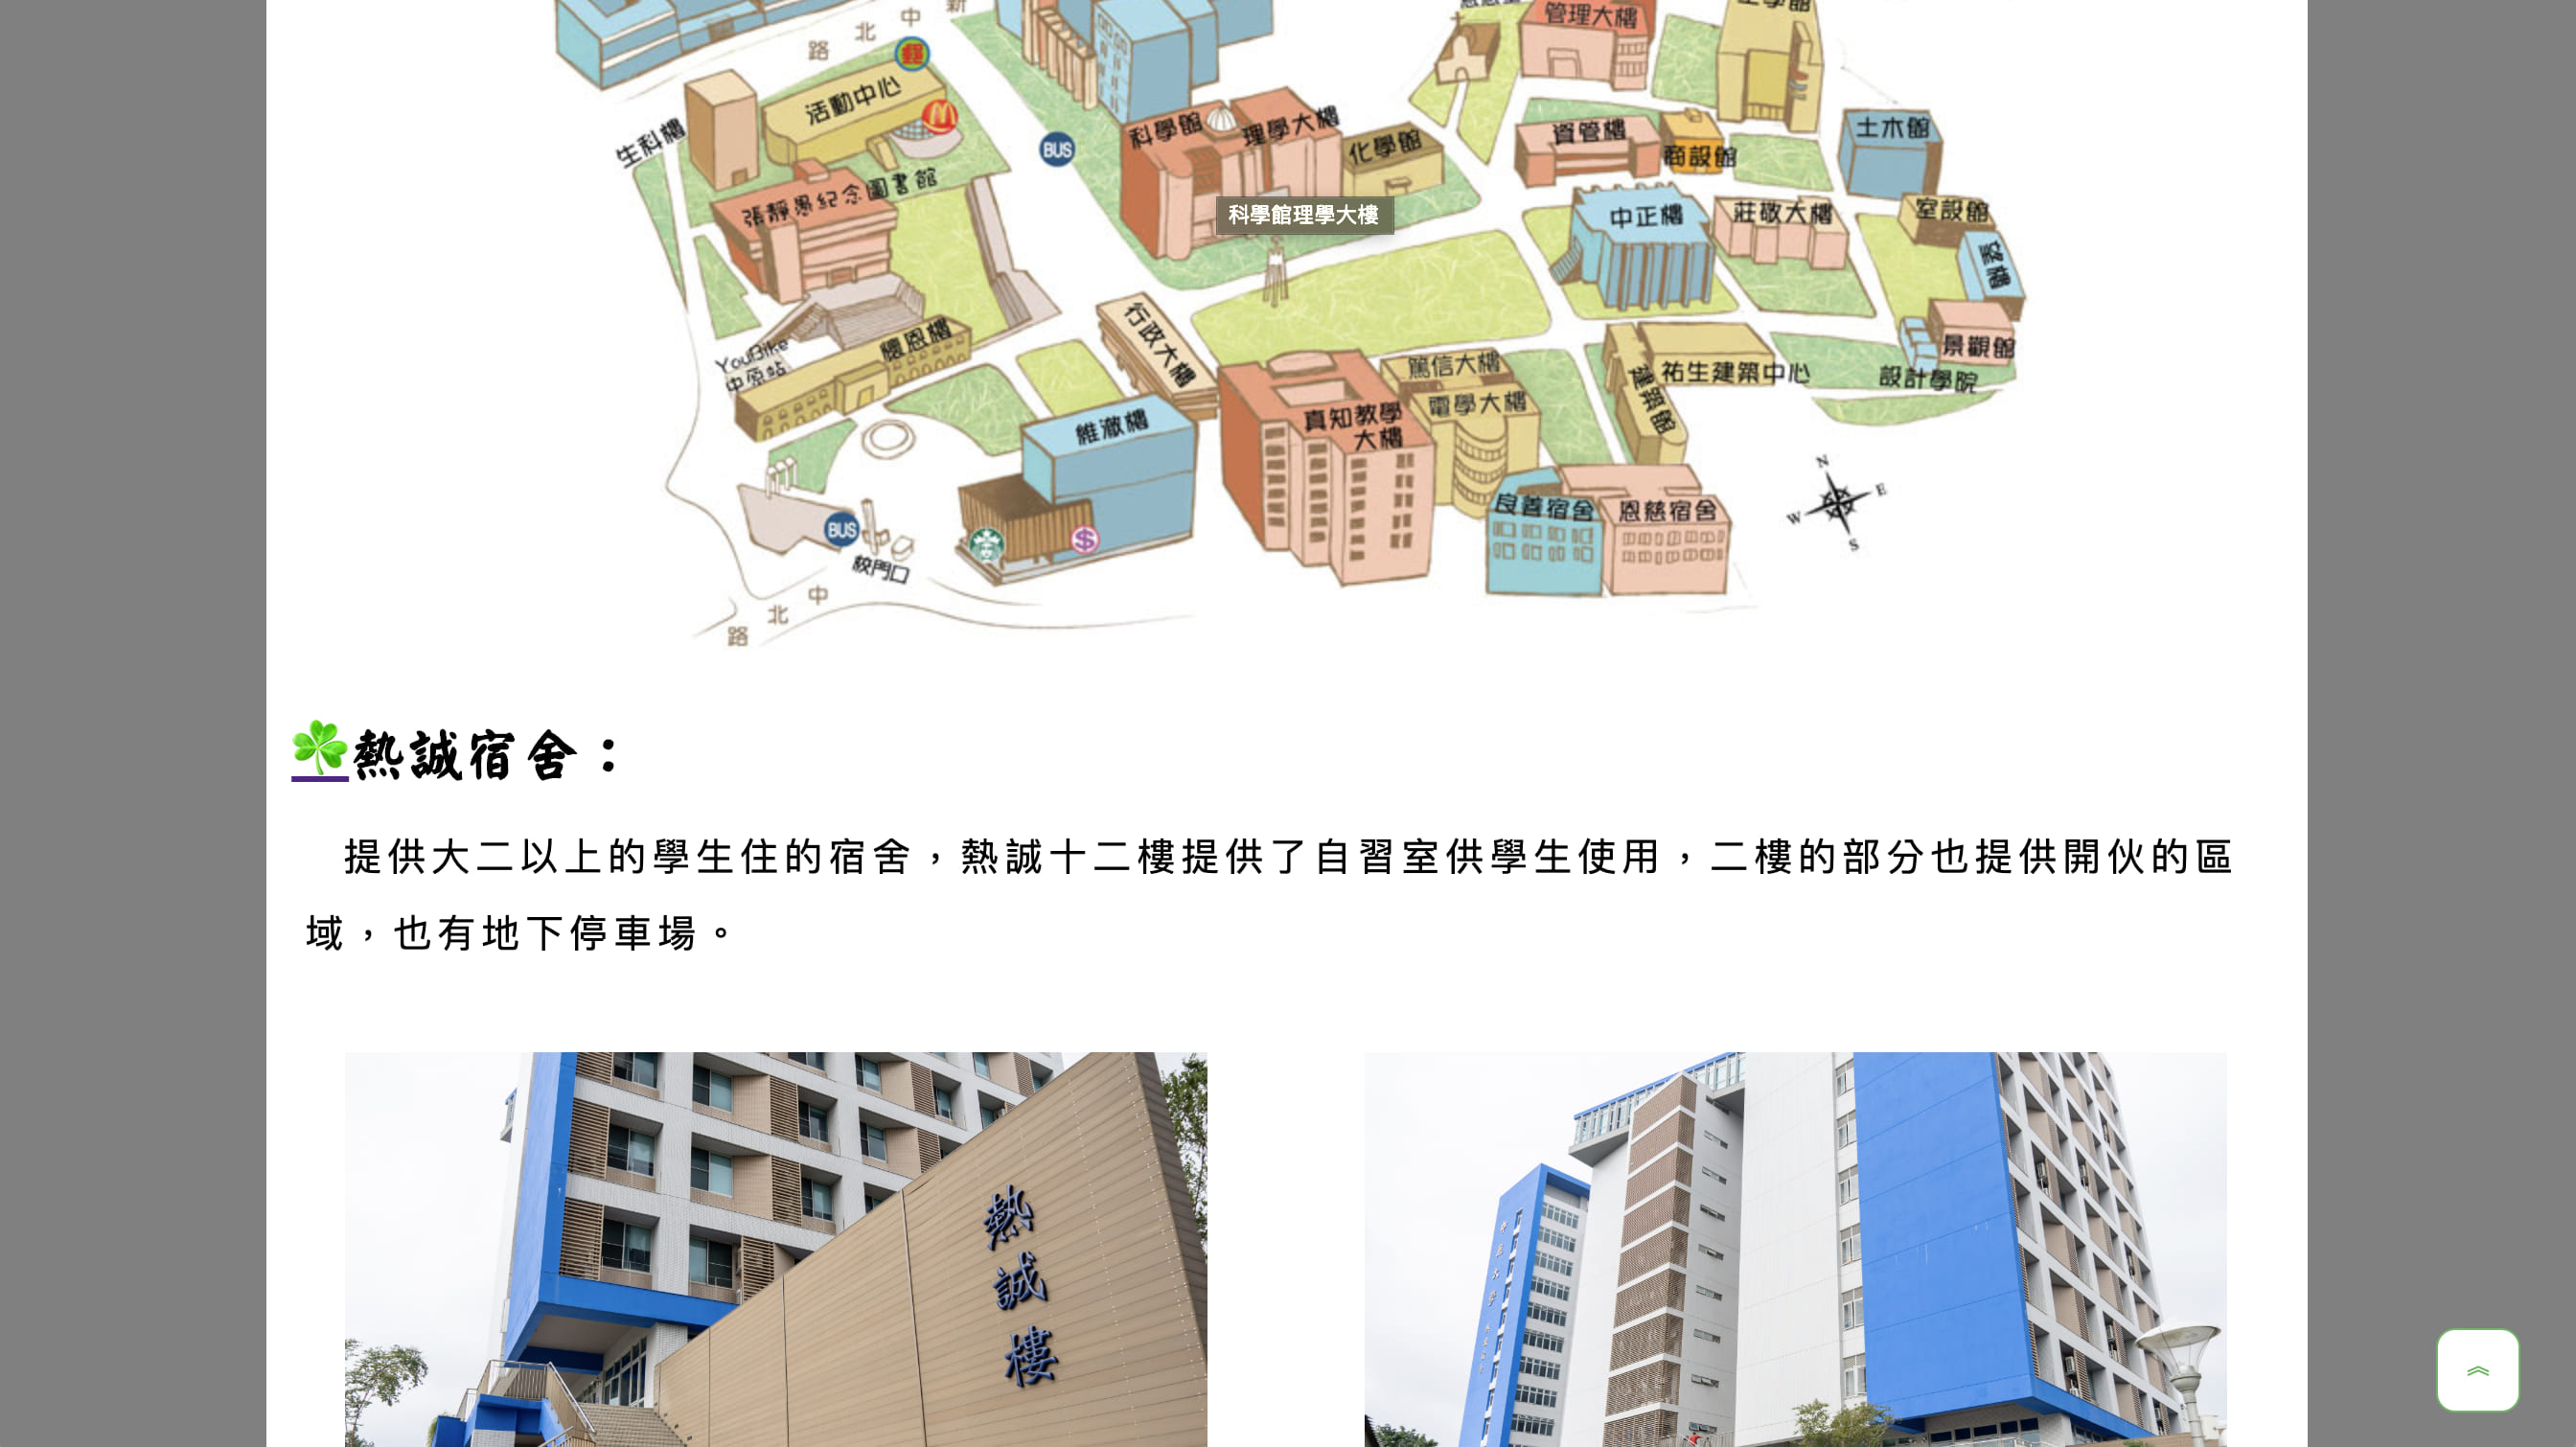 中
北
路
郵
活動中心
生科樓
BUS
科學館
理學大樓
化學館
管理大樓
資管樓
商設館
土木館
張靜愚紀念圖書館
科學館理學大樓
中正樓
莊敬大樓
室設館
望樓
YouBike
中原站
懷恩樓
行政大樓
維澈樓
真知教學
大樓
篤信大樓
電學大樓
建築館
祐生建築中心
景觀館
設計學院
良善宿舍
恩慈宿舍
N
E
W
S
BUS
$
校門口
中
北
路
熱誠宿舍：
提供大二以上的學生住的宿舍，熱誠十二樓提供了自習室供學生使用，二樓的部分也提供開伙的區
域，也有地下停車場。
熱誠樓